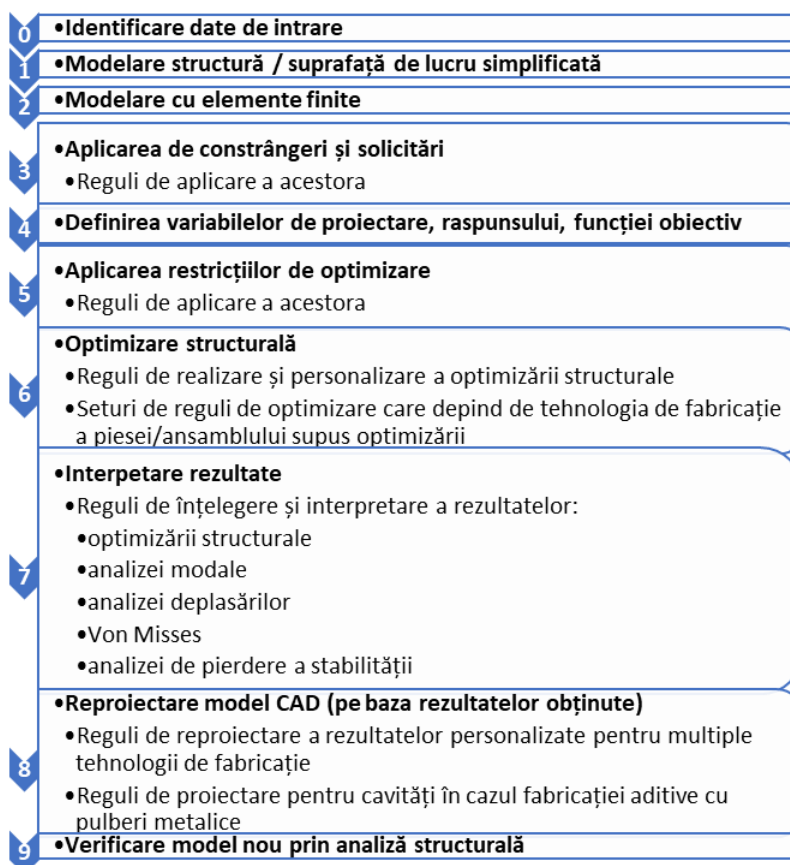 0
•Identificare date de intrare
1
•Modelare structură / suprafață de lucru simplificată
2
•Modelare cu elemente finite
3
•Aplicarea de constrângeri și solicitări
•Reguli de aplicare a acestora
4
•Definirea variabilelor de proiectare, raspunsului, funcției obiectiv
5
•Aplicarea restricțiilor de optimizare
•Reguli de aplicare a acestora
6
•Optimizare structurală
•Reguli de realizare și personalizare a optimizării structurale
•Seturi de reguli de optimizare care depind de tehnologia de fabricație
a piesei/ansamblului supus optimizării
7
•Interpetare rezultate
•Reguli de înțelegere și interpretare a rezultatelor:
•optimizării structurale
•analizei modale
•analizei deplasărilor
•Von Misses
•analizei de pierdere a stabilității
8
•Reproiectare model CAD (pe baza rezultatelor obținute)
•Reguli de reproiectare a rezultatelor personalizate pentru multiple
tehnologii de fabricație
•Reguli de proiectare pentru cavități în cazul fabricației aditive cu
pulberi metalice
9
•Verificare model nou prin analiză structurală